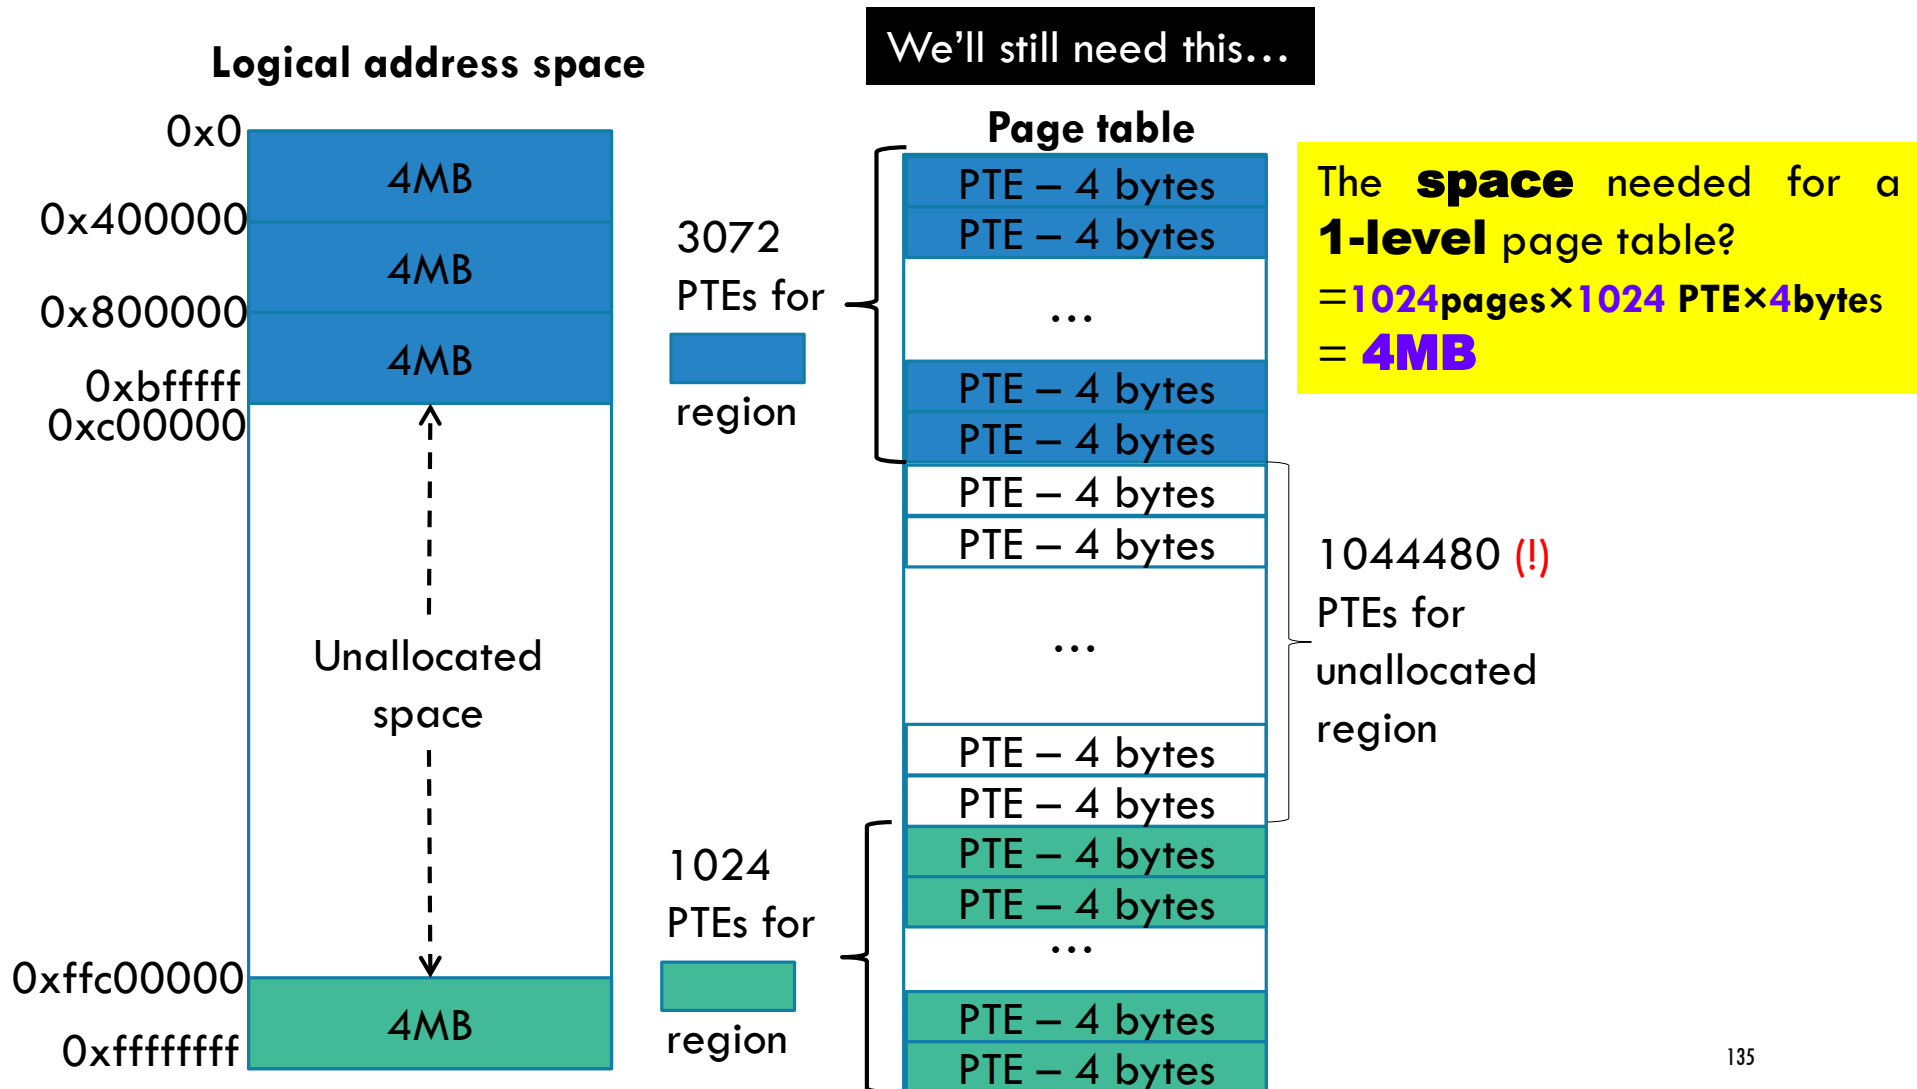 We'll still need this…
Logical address space
0x0
4MB
0x400000
4MB
0x800000
4MB
0xbfffff
0xc00000
Unallocated
space
0xffc00000
4MB
0xffffffff
3072
PTEs for
region
1024
PTEs for
region
Page table
PTE – 4 bytes
PTE – 4 bytes
…
PTE – 4 bytes
PTE – 4 bytes
PTE – 4 bytes
PTE – 4 bytes
…
PTE – 4 bytes
PTE – 4 bytes
PTE – 4 bytes
PTE – 4 bytes
…
PTE – 4 bytes
PTE – 4 bytes
The space needed for a
1-level page table?
=1024pages×1024 PTE×4bytes
= 4MB
1044480 (!)
PTEs for
unallocated
region
135